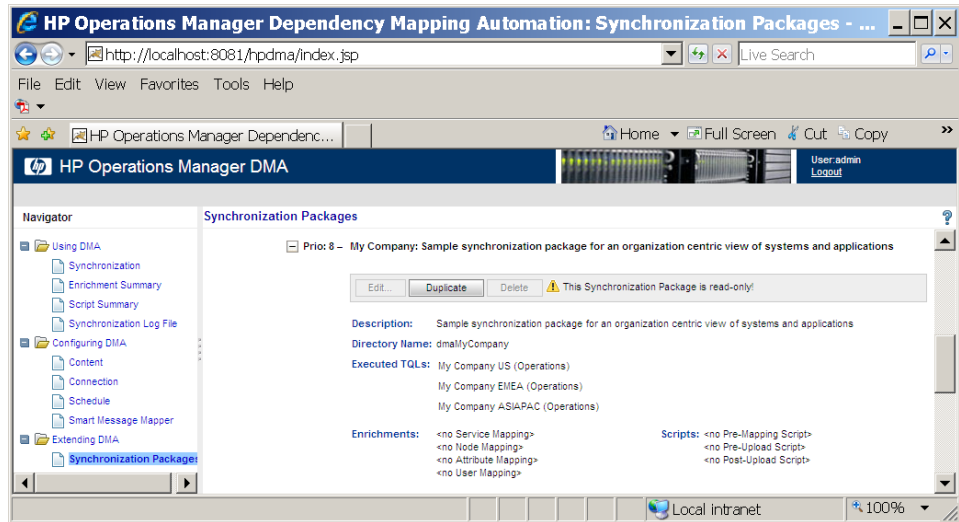 HP Operations Manager Dependency Mapping Automation: Synchronization Packages - ...
http://localhost:8081/hpdma/index.jsp
Live Search
File Edit View Favorites Tools Help
HP Operations Manager Dependenc...
Home Full Screen Cut Copy »
hp HP Operations Manager DMA
User:admin
Logout
Navigator
Synchronization Packages
?
Using DMA
Synchronization
Enrichment Summary
Script Summary
Synchronization Log File
Configuring DMA
Content
Connection
Schedule
Smart Message Mapper
Extending DMA
Synchronization Packages
Prio: 8 – My Company: Sample synchronization package for an organization centric view of systems and applications
Edit... Duplicate Delete This Synchronization Package is read-only!
Description: Sample synchronization package for an organization centric view of systems and applications
Directory Name: dmaMyCompany
Executed TQLs: My Company US (Operations)
My Company EMEA (Operations)
My Company ASIAPAC (Operations)
Enrichments: <no Service Mapping> Scripts: <no Pre-Mapping Script>
<no Node Mapping> <no Pre-Upload Script>
<no Attribute Mapping> <no Post-Upload Script>
<no User Mapping>
Local intranet
100%